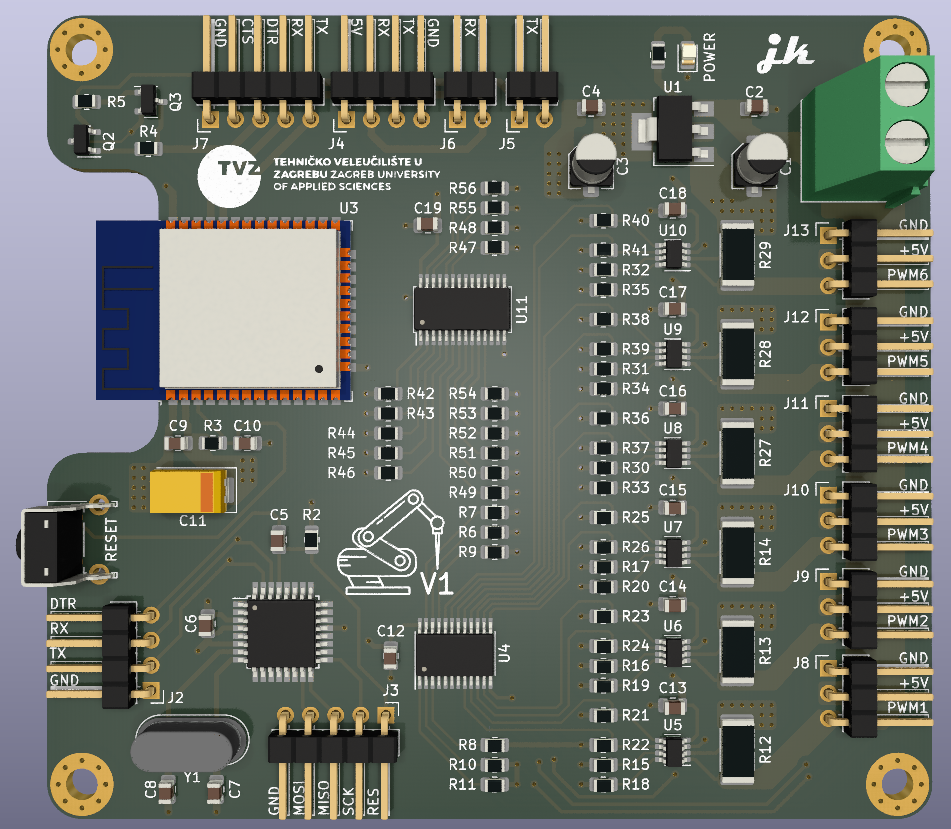 GND
CTS
DTR
RX
TX
5V
RX
TX
GND
RX
TX
POWER
jk
J7
J4
J6
J5
R5
Q3
Q2
R4
C4
U1
C2
C3
TVZ
TEHNIČKO VELEUČILIŠTE U
ZAGREBU ZAGREB UNIVERSITY
OF APPLIED SCIENCES
U3
C19
R56
R55
R48
R47
U11
R40
R41
R32
R35
R38
R39
R31
R34
R36
R37
R30
R33
R25
R26
R17
R20
R23
R24
R16
R19
R21
R22
R15
R18
C18
U10
R29
C17
U9
R28
C16
U8
R27
C15
U7
R14
C14
U6
R13
C13
U5
R12
J13
GND
+5V
PWM6
J12
GND
+5V
PWM5
J11
GND
+5V
PWM4
J10
GND
+5V
PWM3
J9
GND
+5V
PWM2
J8
GND
+5V
PWM1
R42
R43
R44
R45
R46
R54
R53
R52
R51
R50
R49
R7
R6
R9
C9
R3
C10
C11
RESET
C5
R2
V1
DTR
RX
TX
GND
J2
C6
C12
U4
J3
Y1
C8
C7
GND
MOSI
MISO
SCK
RES
R8
R10
R11